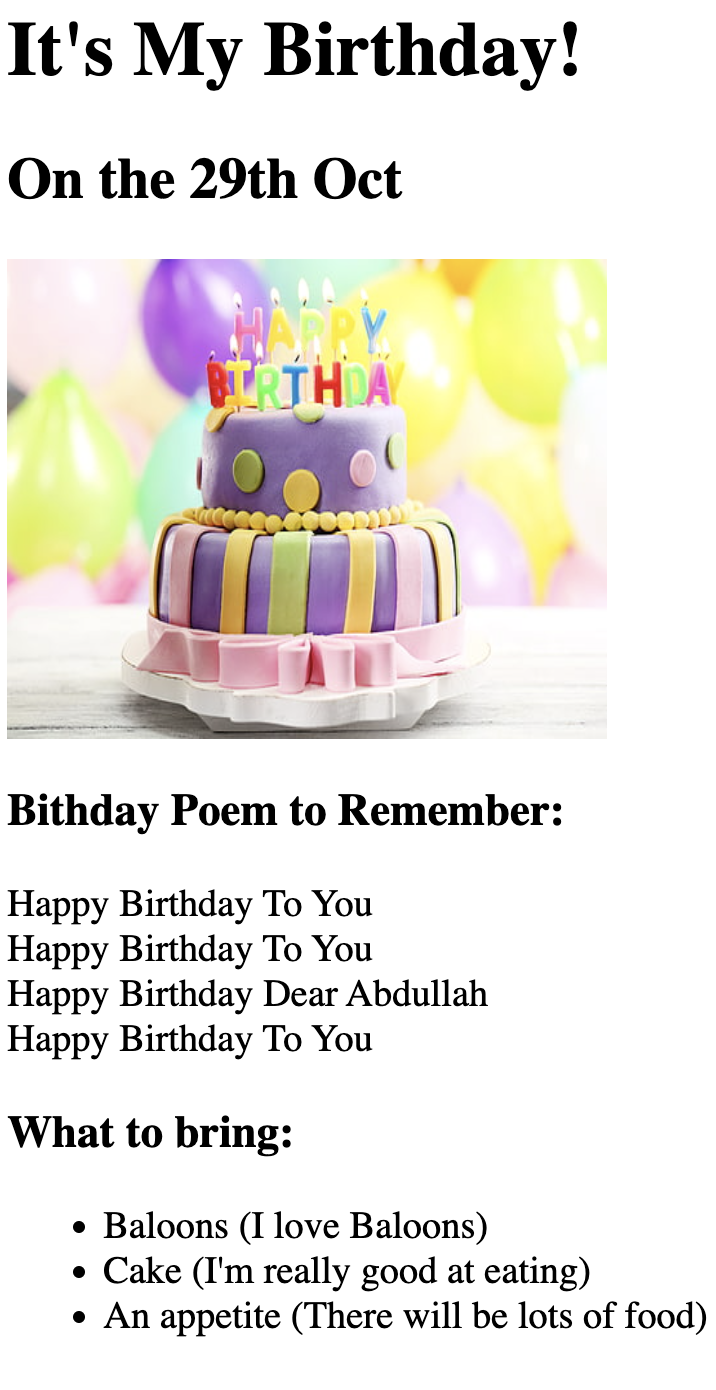 It's My Birthday!
On the 29th Oct
HAPPY
BIRTHDAY
Bithday Poem to Remember:
Happy Birthday To You
Happy Birthday To You
Happy Birthday Dear Abdullah
Happy Birthday To You
What to bring:
• Baloons (I love Baloons)
• Cake (I'm really good at eating)
• An appetite (There will be lots of food)